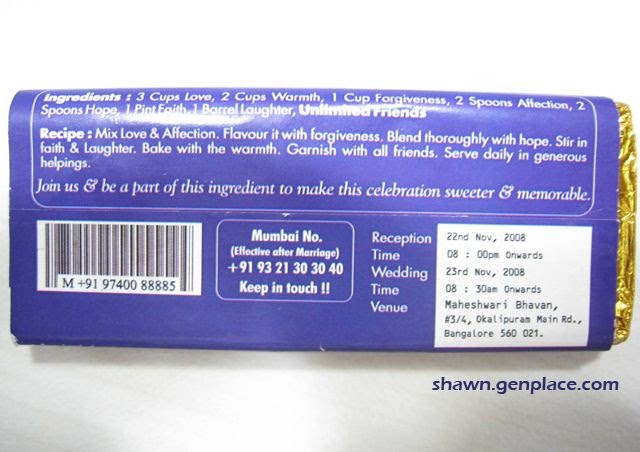 Ingredients : 3 Cups Love, 2 Cups Warmth, 1 Cup Forgiveness, 2 Spoons Affection, 2
Spoons Hope, 1 Pint Faith, 1 Barrel Laughter, Unlimited Friends
Recipe : Mix Love & Affection. Flavour it with forgiveness. Blend thoroughly with hope. Stir in
faith & Laughter. Bake with the warmth. Garnish with all friends. Serve daily in generous
helpings.
Join us & be a part of this ingredient to make this celebration sweeter & memorable.
M +91 97400 88885
Mumbai No.
(Effective after Marriage)
+91 93 21 30 30 40
Keep in touch !!
Reception 22nd Nov, 2008
Time 08 : 00pm Onwards
Wedding 23rd Nov, 2008
Time 08 : 30am Onwards
Venue Maheshwari Bhavan,
#3/4, Okalipuram Main Rd.,
Bangalore 560 021.
shawn.genplace.com